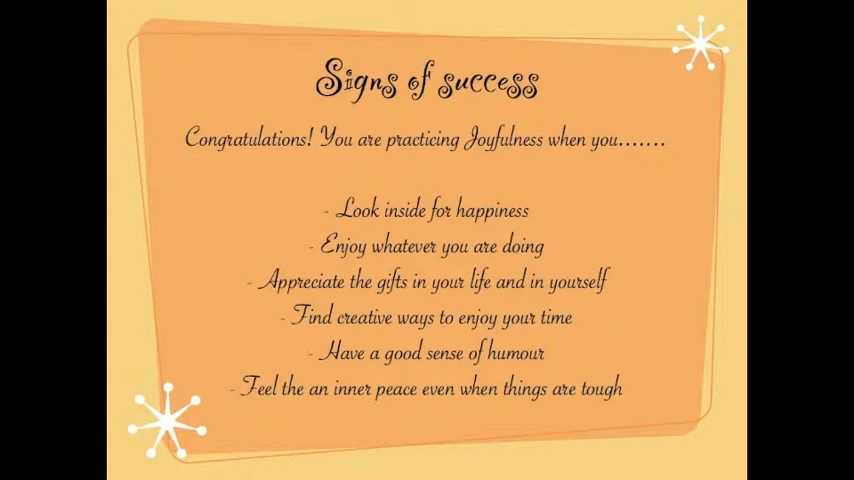 Signs of success
Congratulations! You are practicing Joyfulness when you.......
- Look inside for happiness
- Enjoy whatever you are doing
- Appreciate the gifts in your life and in yourself
- Find creative ways to enjoy your time
- Have a good sense of humour
- Feel the an inner peace even when things are tough